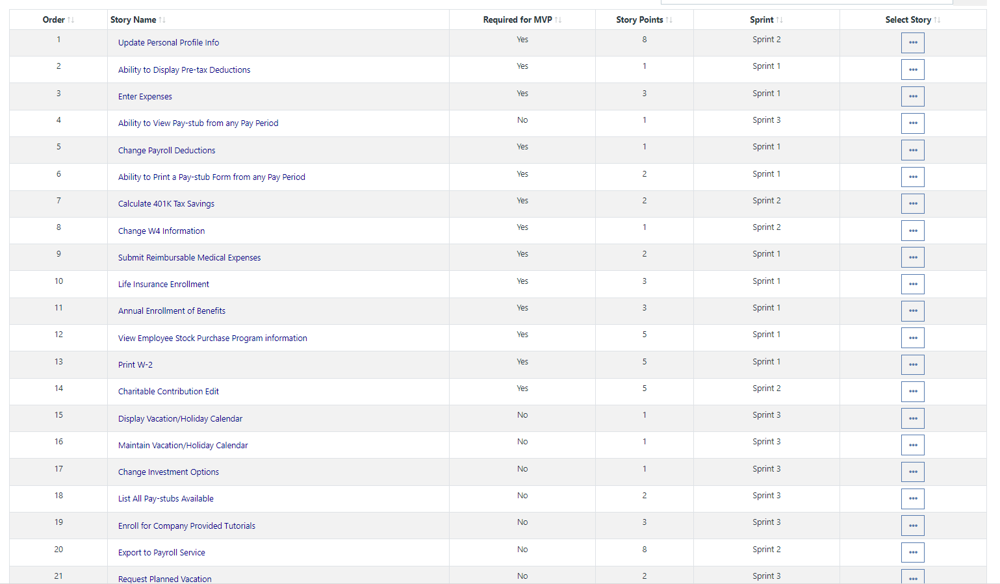 Order Story Name Required for MVP Story Points Sprint Select Story
1 Update Personal Profile Info Yes 8 Sprint 2 •••
2 Ability to Display Pre-tax Deductions Yes 1 Sprint 1 •••
3 Enter Expenses Yes 3 Sprint 1 •••
4 Ability to View Pay-stub from any Pay Period No 1 Sprint 3 •••
5 Change Payroll Deductions Yes 1 Sprint 1 •••
6 Ability to Print a Pay-stub Form from any Pay Period Yes 2 Sprint 1 •••
7 Calculate 401K Tax Savings Yes 2 Sprint 2 •••
8 Change W4 Information Yes 1 Sprint 2 •••
9 Submit Reimbursable Medical Expenses Yes 2 Sprint 1 •••
10 Life Insurance Enrollment Yes 3 Sprint 1 •••
11 Annual Enrollment of Benefits Yes 3 Sprint 1 •••
12 View Employee Stock Purchase Program information Yes 5 Sprint 1 •••
13 Print W-2 Yes 5 Sprint 1 •••
14 Charitable Contribution Edit Yes 5 Sprint 2 •••
15 Display Vacation/Holiday Calendar No 1 Sprint 3 •••
16 Maintain Vacation/Holiday Calendar No 1 Sprint 3 •••
17 Change Investment Options No 1 Sprint 3 •••
18 List All Pay-stubs Available No 2 Sprint 3 •••
19 Enroll for Company Provided Tutorials No 3 Sprint 3 •••
20 Export to Payroll Service No 8 Sprint 2 •••
21 Request Planned Vacation No 2 Sprint 3 •••